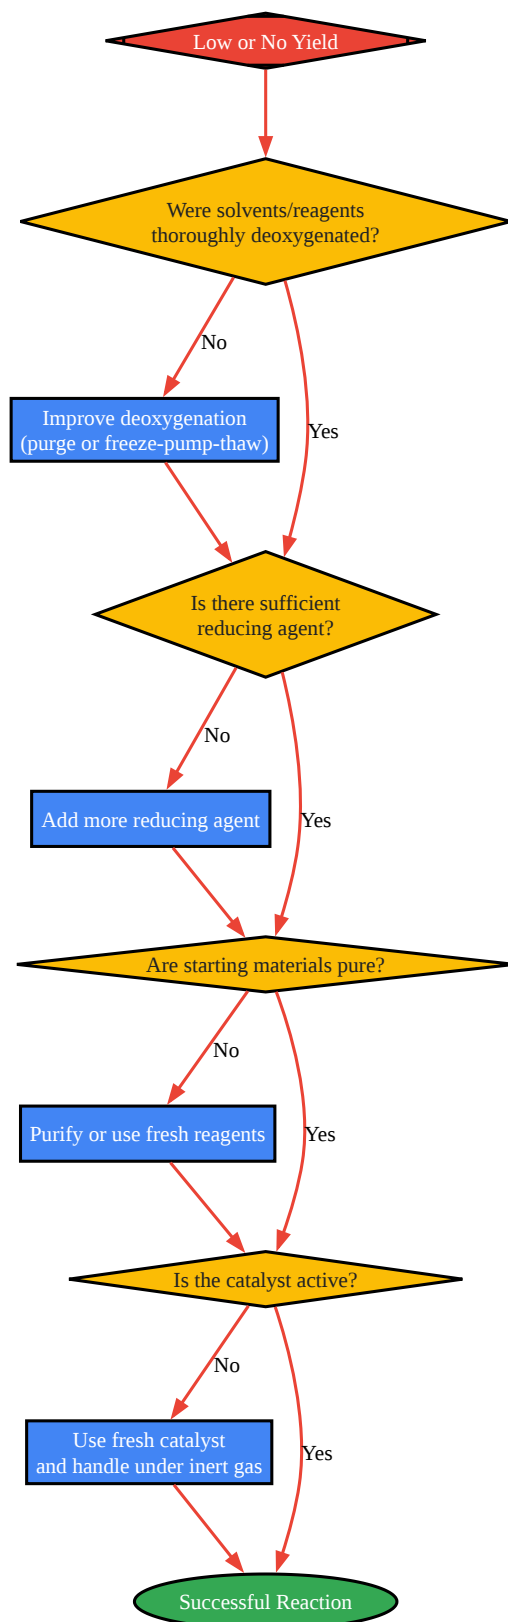 Low or No Yield
Were solvents/reagents
thoroughly deoxygenated?
No
Yes
Improve deoxygenation
(purge or freeze-pump-thaw)
Is there sufficient
reducing agent?
No
Yes
Add more reducing agent
Are starting materials pure?
No
Yes
Purify or use fresh reagents
Is the catalyst active?
No
Yes
Use fresh catalyst
and handle under inert gas
Successful Reaction